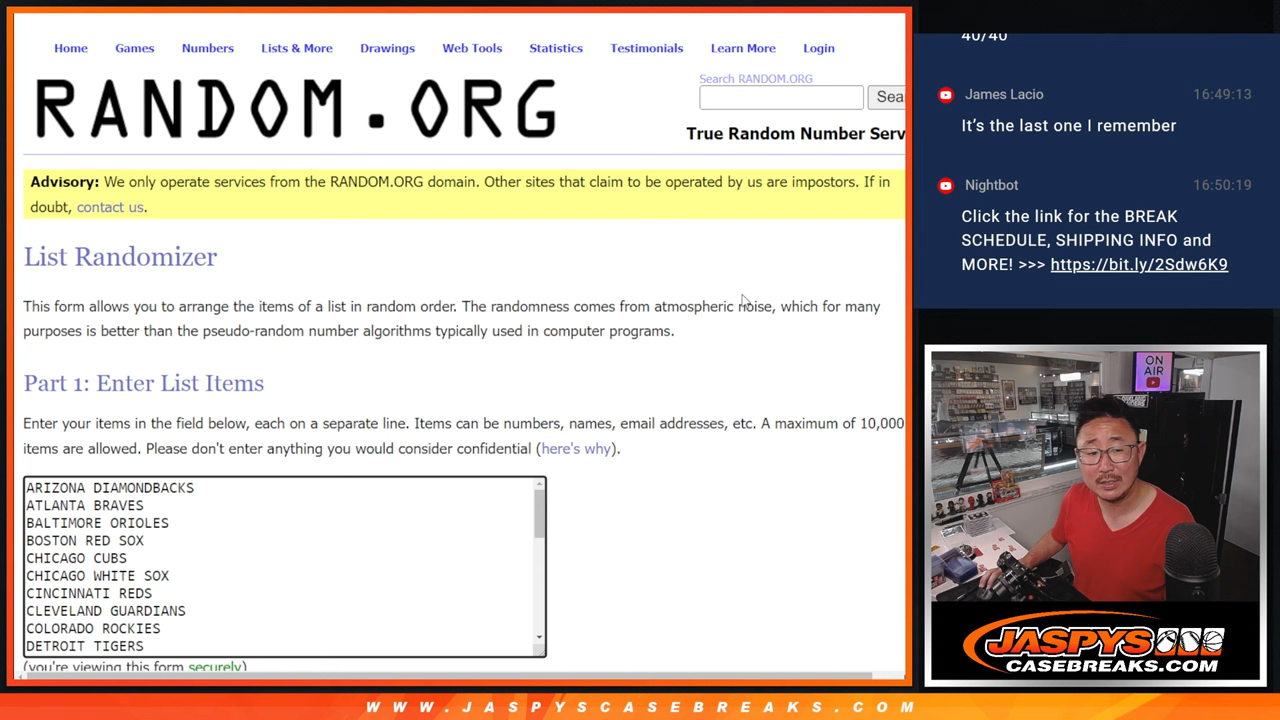 Home Games Numbers Lists & More Drawings Web Tools Statistics Testimonials Learn More Login
RANDOM.ORG
Search RANDOM.ORG
Sea
True Random Number Serv
Advisory: We only operate services from the RANDOM.ORG domain. Other sites that claim to be operated by us are impostors. If in
doubt, contact us.
List Randomizer
This form allows you to arrange the items of a list in random order. The randomness comes from atmospheric noise, which for many
purposes is better than the pseudo-random number algorithms typically used in computer programs.
Part 1: Enter List Items
Enter your items in the field below, each on a separate line. Items can be numbers, names, email addresses, etc. A maximum of 10,000
items are allowed. Please don't enter anything you would consider confidential (here's why).
ARIZONA DIAMONDBACKS
ATLANTA BRAVES
BALTIMORE ORIOLES
BOSTON RED SOX
CHICAGO CUBS
CHICAGO WHITE SOX
CINCINNATI REDS
CLEVELAND GUARDIANS
COLORADO ROCKIES
DETROIT TIGERS
(you're viewing this form securely)
40/40
James Lacio 16:49:13
It's the last one I remember
Nightbot 16:50:19
Click the link for the BREAK
SCHEDULE, SHIPPING INFO and
MORE! >>> https://bit.ly/2Sdw6K9
ON
AIR
JASPYS
CASEBREAKS.COM
WWW.JASPYSCASEBREAKS.COM